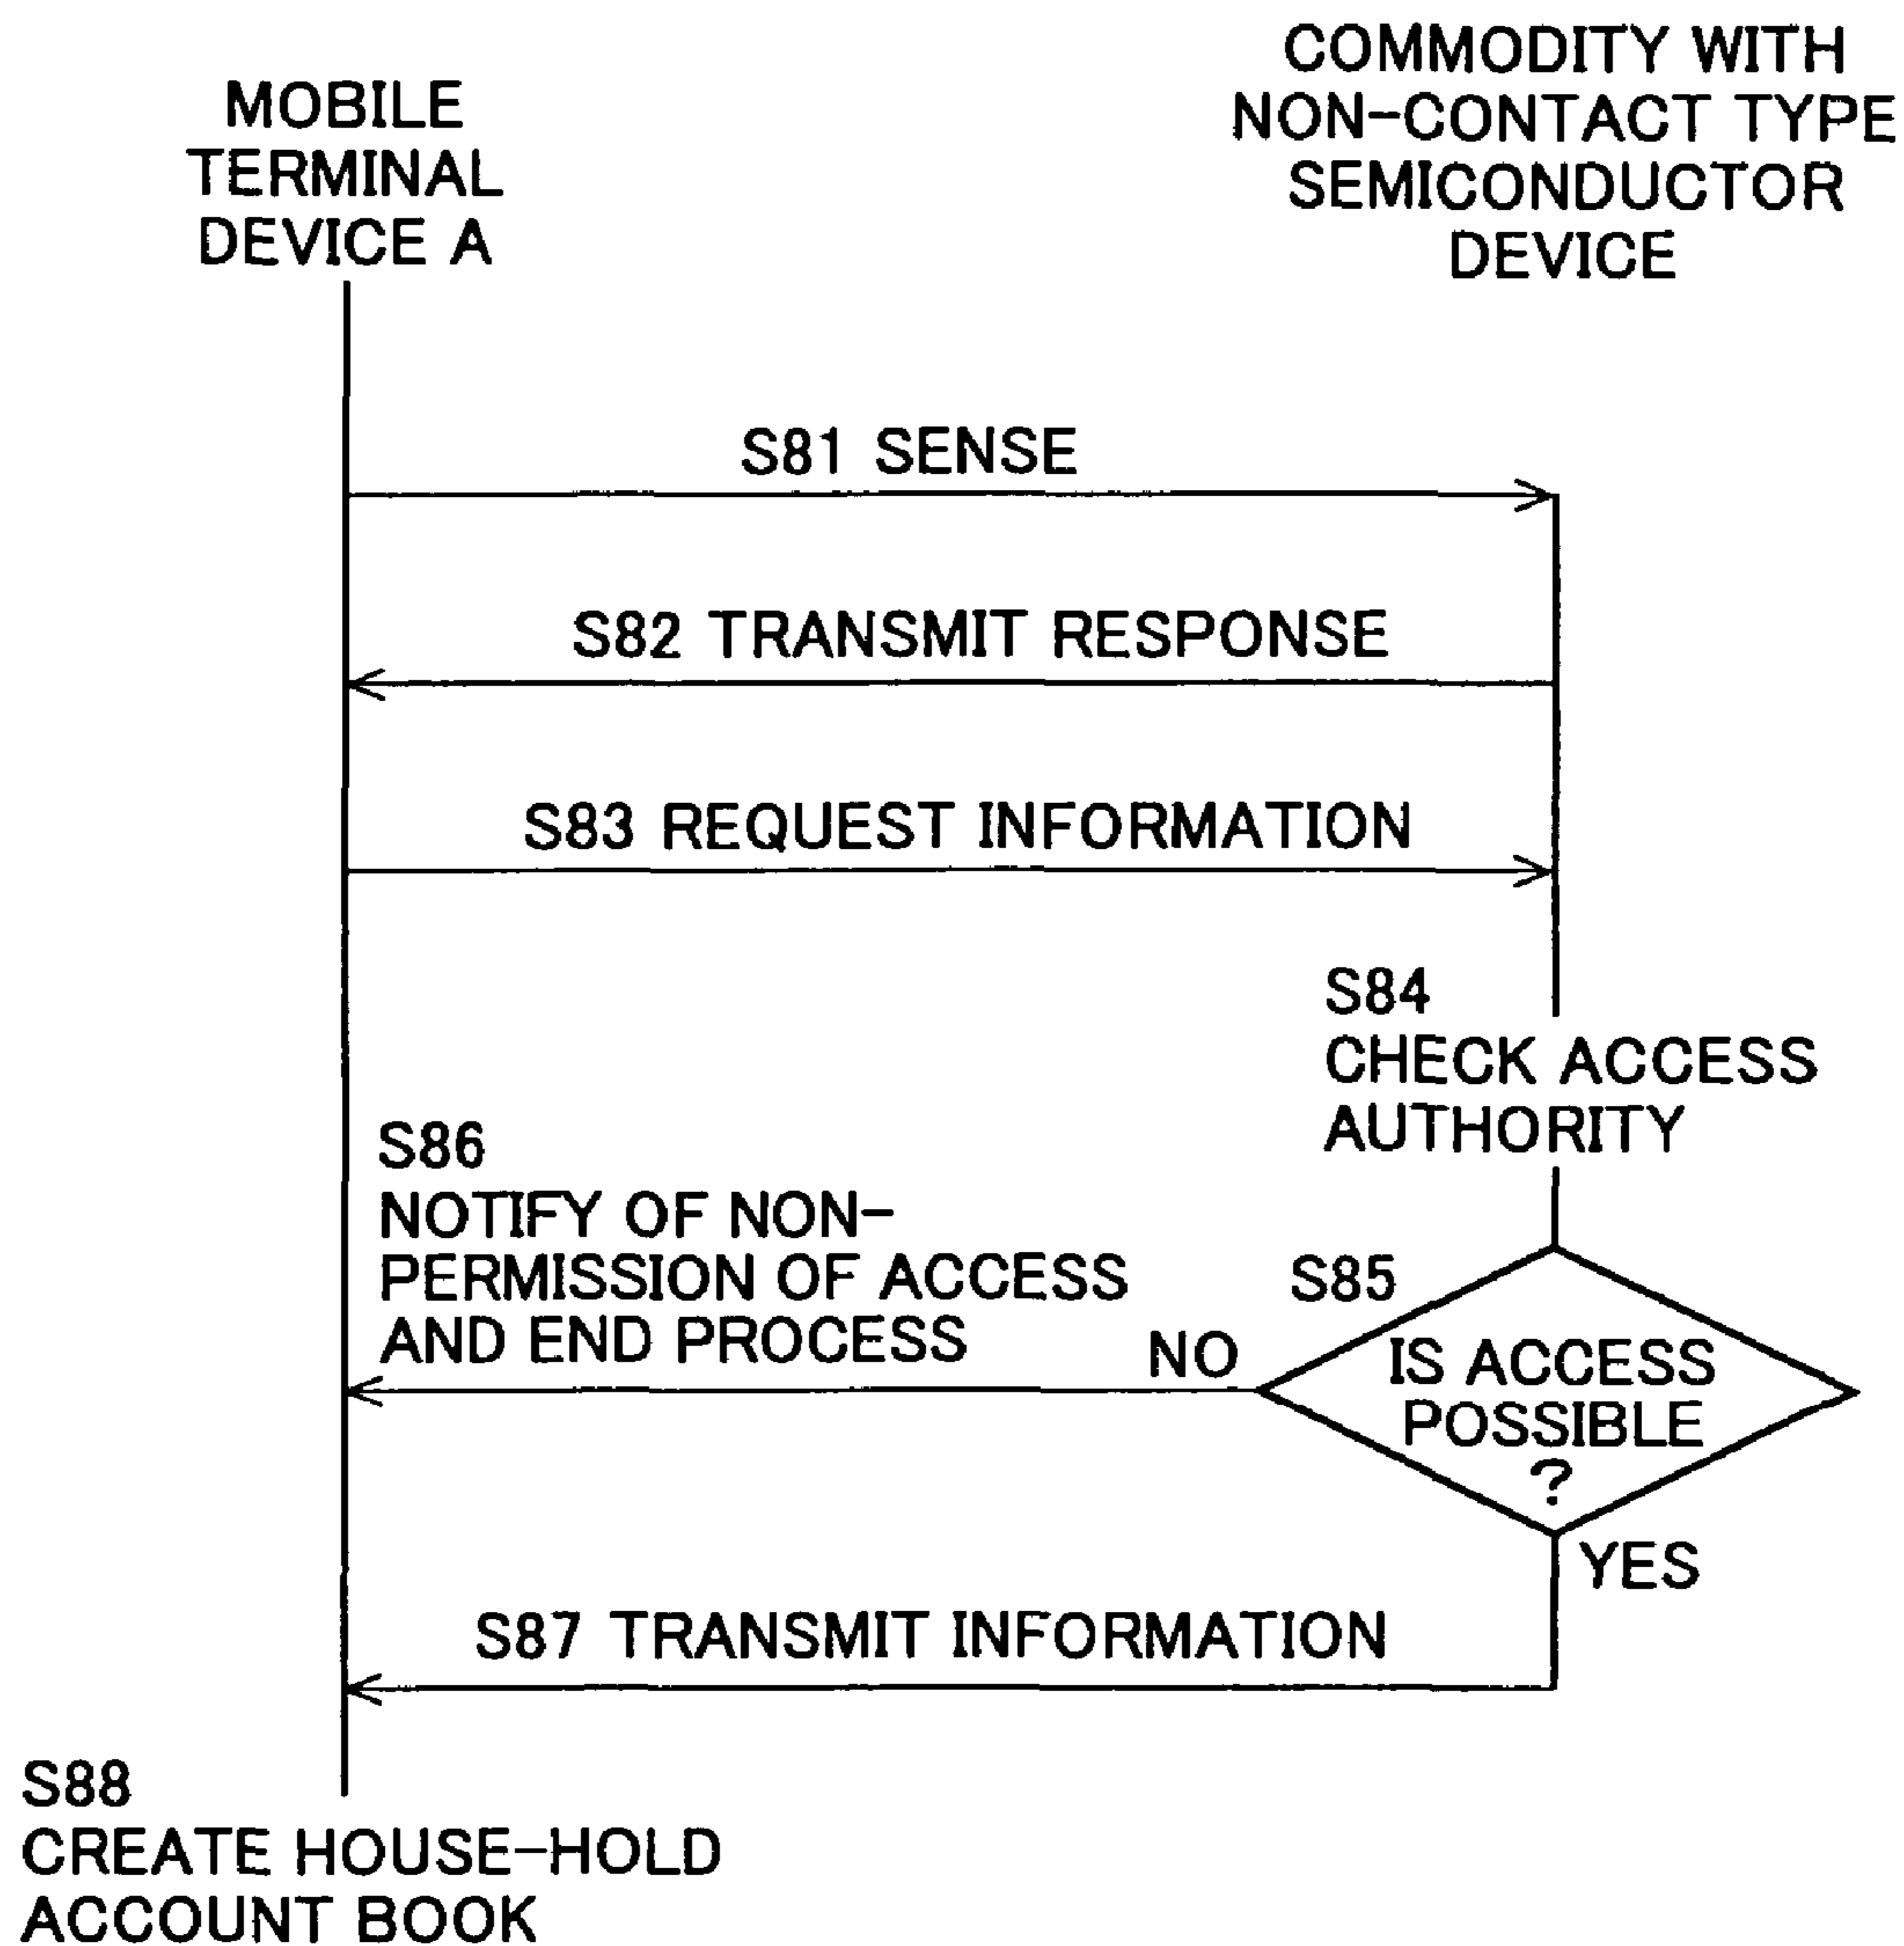 MOBILE
TERMINAL
DEVICE A
COMMODITY WITH
NON-CONTACT TYPE
SEMICONDUCTOR
DEVICE
S81 SENSE
S82 TRANSMIT RESPONSE
S83 REQUEST INFORMATION
S84
CHECK ACCESS
AUTHORITY
S85
IS ACCESS
POSSIBLE
?
NO
S86
NOTIFY OF NON-
PERMISSION OF ACCESS
AND END PROCESS
YES
S87 TRANSMIT INFORMATION
S88
CREATE HOUSE-HOLD
ACCOUNT BOOK